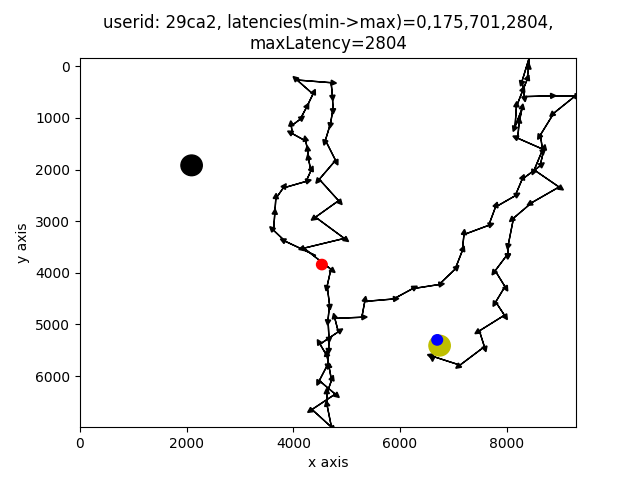 userid: 29ca2, latencies(min->max)=0,175,701,2804,
maxLatency=2804
0
1000
2000
3000
4000
5000
6000
y axis
0 2000 4000 6000 8000
x axis